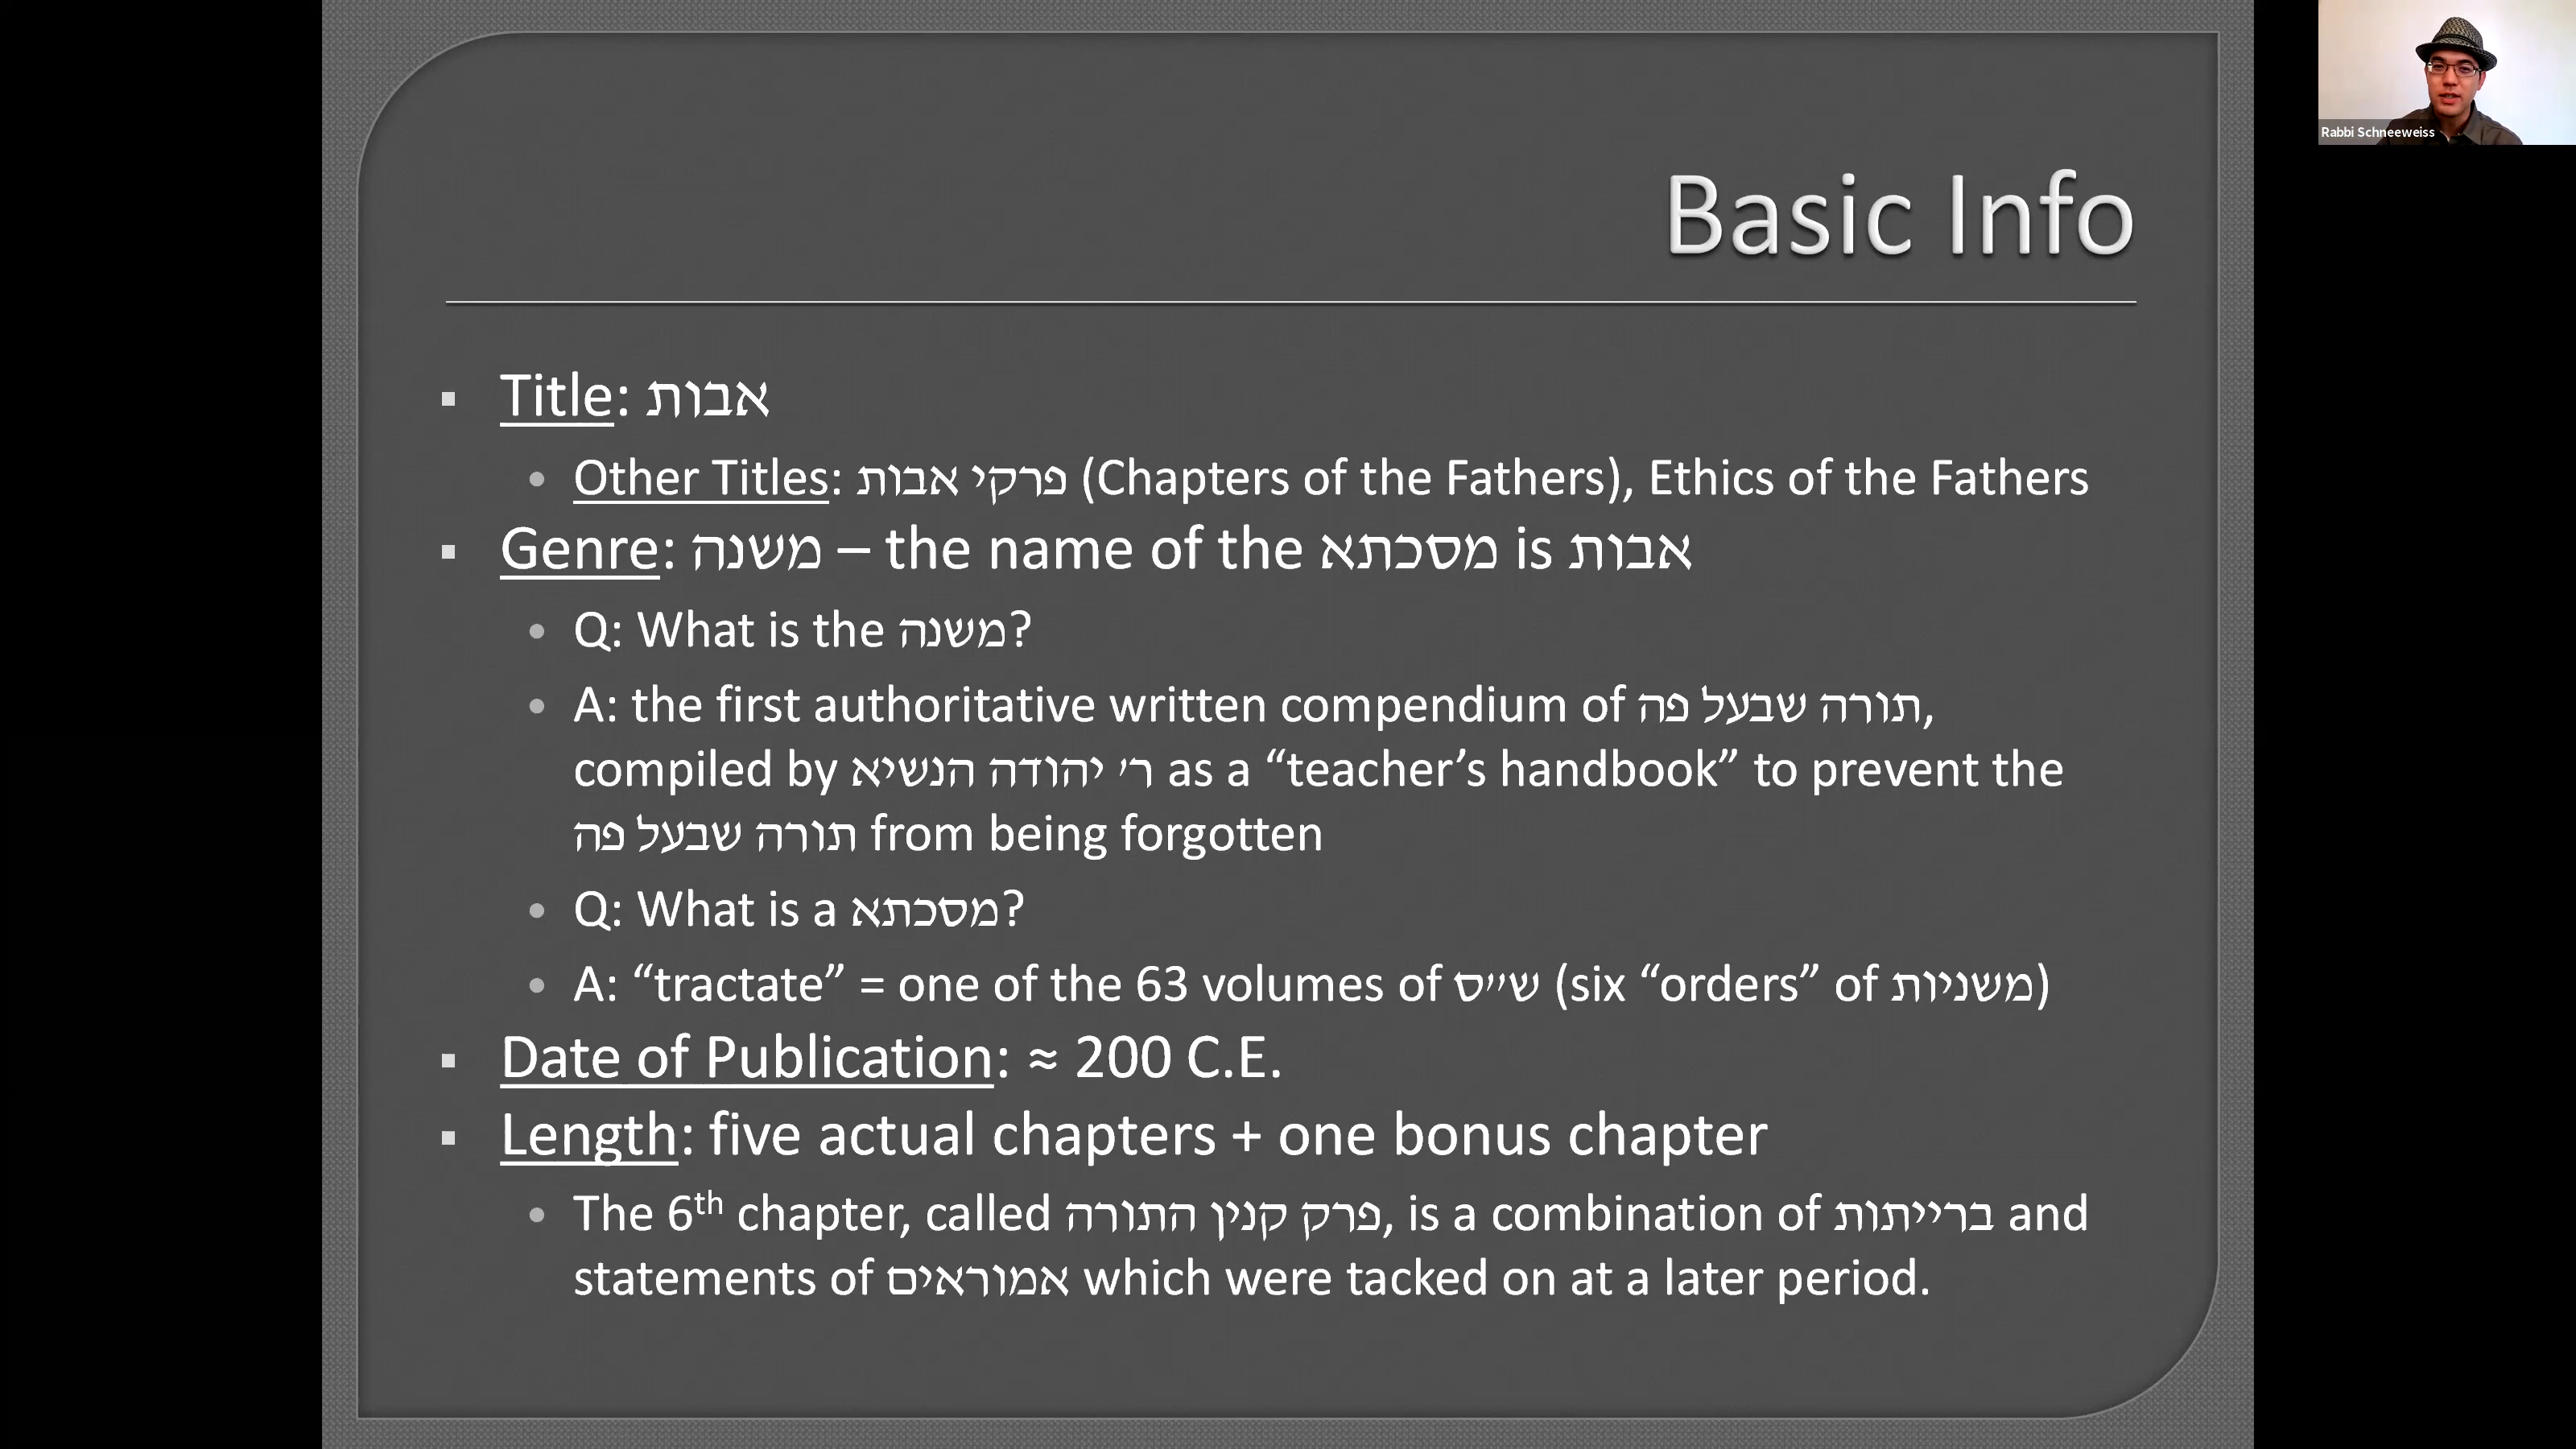 Rabbi Schneeweiss
Basic Info
▪ Title: אבות
• Other Titles: פרקי אבות (Chapters of the Fathers), Ethics of the Fathers
▪ Genre: משנה – the name of the מסכתא is אבות
• Q: What is the משנה?
• A: the first authoritative written compendium of תורה שבעל פה,
compiled by ר' יהודה הנשיא as a “teacher’s handbook” to prevent the
תורה שבעל פה from being forgotten
• Q: What is a מסכתא?
• A: “tractate” = one of the 63 volumes of ש״ס (six “orders” of משניות)
▪ Date of Publication: ≈ 200 C.E.
▪ Length: five actual chapters + one bonus chapter
• The 6th chapter, called פרק קנין התורה, is a combination of ברייתות and
statements of אמוראים which were tacked on at a later period.